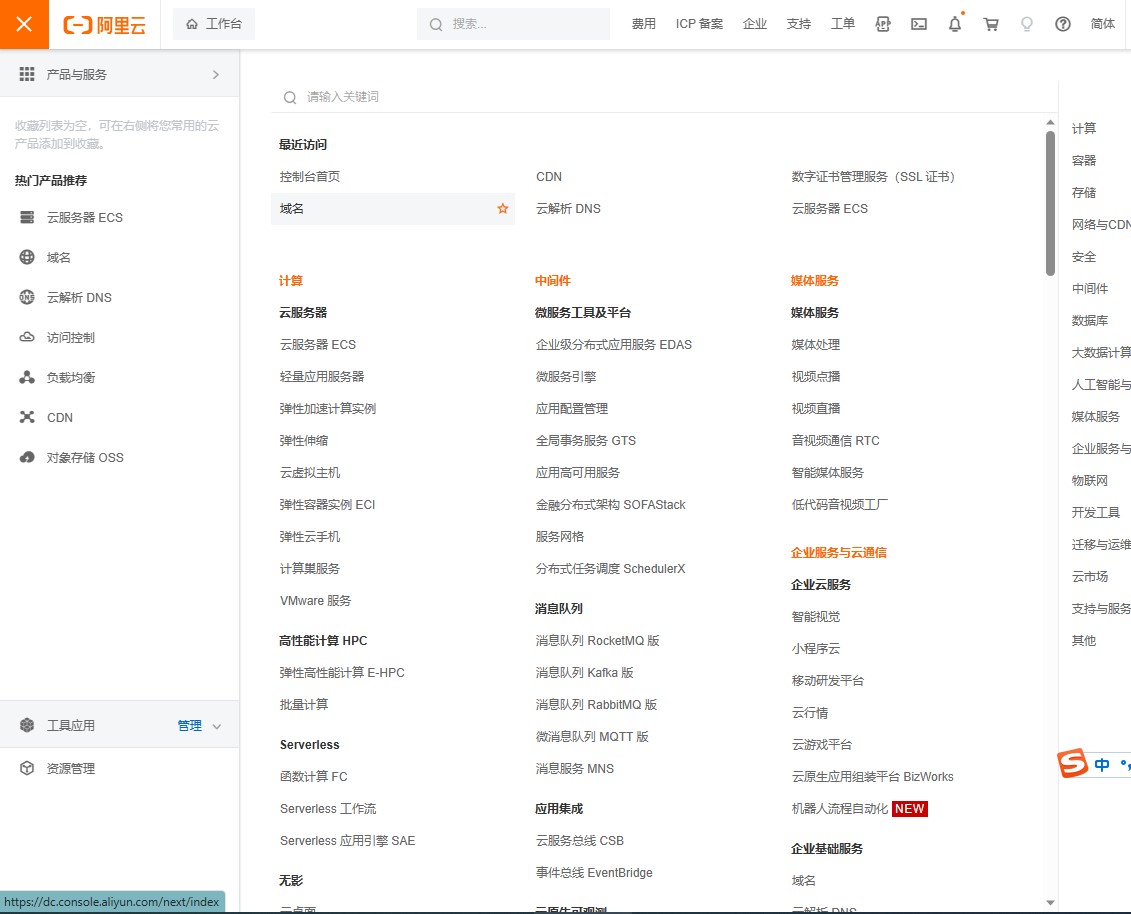 阿里云
工作台
搜索...
费用
ICP 备案
企业
支持
工单
简体
产品与服务
收藏列表为空，可在右侧将您常用的云
产品添加到收藏。
热门产品推荐
云服务器 ECS
域名
云解析 DNS
访问控制
负载均衡
CDN
对象存储 OSS
工具应用
管理
资源管理
https://dc.console.aliyun.com/next/index
请输入关键词
最近访问
控制台首页
CDN
数字证书管理服务（SSL 证书）
域名
云解析 DNS
云服务器 ECS
计算
云服务器
云服务器 ECS
轻量应用服务器
弹性加速计算实例
弹性伸缩
云虚拟主机
弹性容器实例 ECI
弹性云手机
计算巢服务
VMware 服务
高性能计算 HPC
弹性高性能计算 E-HPC
批量计算
Serverless
函数计算 FC
Serverless 工作流
Serverless 应用引擎 SAE
无影
云桌面
中间件
微服务工具及平台
企业级分布式应用服务 EDAS
微服务引擎
应用配置管理
全局事务服务 GTS
应用高可用服务
金融分布式架构 SOFAStack
服务网格
分布式任务调度 SchedulerX
消息队列
消息队列 RocketMQ 版
消息队列 Kafka 版
消息队列 RabbitMQ 版
微消息队列 MQTT 版
消息服务 MNS
应用集成
云服务总线 CSB
事件总线 EventBridge
云原生可观测
媒体服务
媒体服务
媒体处理
视频点播
视频直播
音视频通信 RTC
智能媒体服务
低代码音视频工厂
企业服务与云通信
企业云服务
智能视觉
小程序云
移动研发平台
云行情
云游戏平台
云原生应用组装平台 BizWorks
机器人流程自动化 NEW
企业基础服务
域名
云解析 DNS
计算
容器
存储
网络与CDN
安全
中间件
数据库
大数据计算
人工智能与
媒体服务
企业服务与
物联网
开发工具
迁移与运维
云市场
支持与服务
其他
中